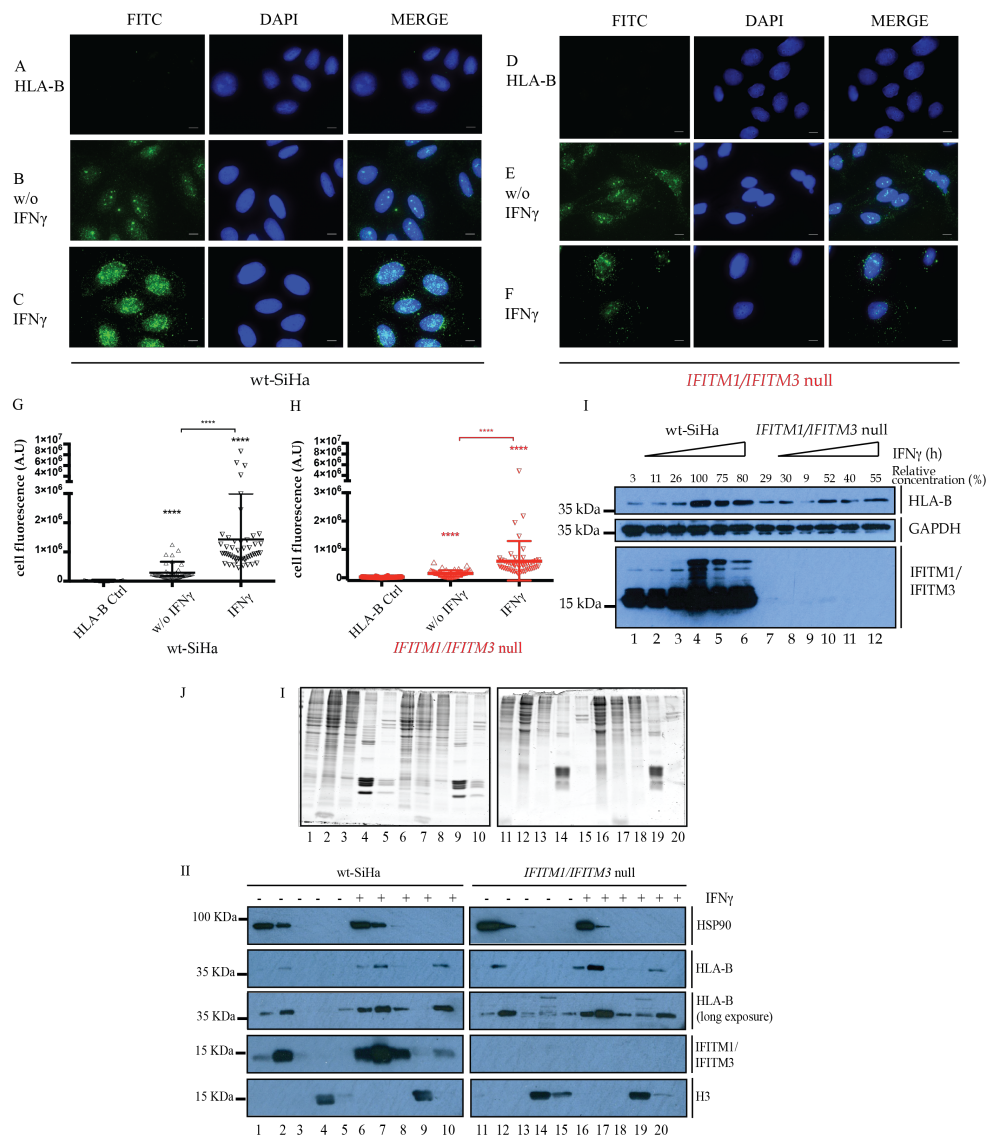 FITC DAPI MERGE FITC DAPI MERGE
A
HLA-B
B
w/o
IFNγ
C
IFNγ
D
HLA-B
E
w/o
IFNγ
F
IFNγ
wt-SiHa
IFITM1/IFITM3 null
G
cell fluorescence (A.U)
1×10⁷
8×10⁶
6×10⁶
4×10⁶
2×10⁶
3×10⁶
2×10⁶
1×10⁶
0
****
****
****
HLA-B Ctrl
w/o IFNγ
IFNγ
wt-SiHa
H
cell fluorescence (A.U)
1×10⁷
8×10⁶
6×10⁶
4×10⁶
2×10⁶
3×10⁶
2×10⁶
1×10⁶
0
****
****
****
HLA-B Ctrl
w/o IFNγ
IFNγ
IFITM1/IFITM3 null
I
wt-SiHa IFITM1/IFITM3 null
IFNγ (h)
3 11 26 100 75 80 29 30 9 52 40 55 Relative
concentration (%)
35 kDa HLA-B
35 kDa GAPDH
IFITM1/
IFITM3
15 kDa
1 2 3 4 5 6 7 8 9 10 11 12
J I
1 2 3 4 5 6 7 8 9 10 11 12 13 14 15 16 17 18 19 20
II wt-SiHa IFITM1/IFITM3 null
- - - - - + + + + + - - - - - + + + + + + IFNγ
100 KDa HSP90
35 KDa HLA-B
35 KDa HLA-B
(long exposure)
15 KDa IFITM1/
IFITM3
15 KDa H3
1 2 3 4 5 6 7 8 9 10 11 12 13 14 15 16 17 18 19 20